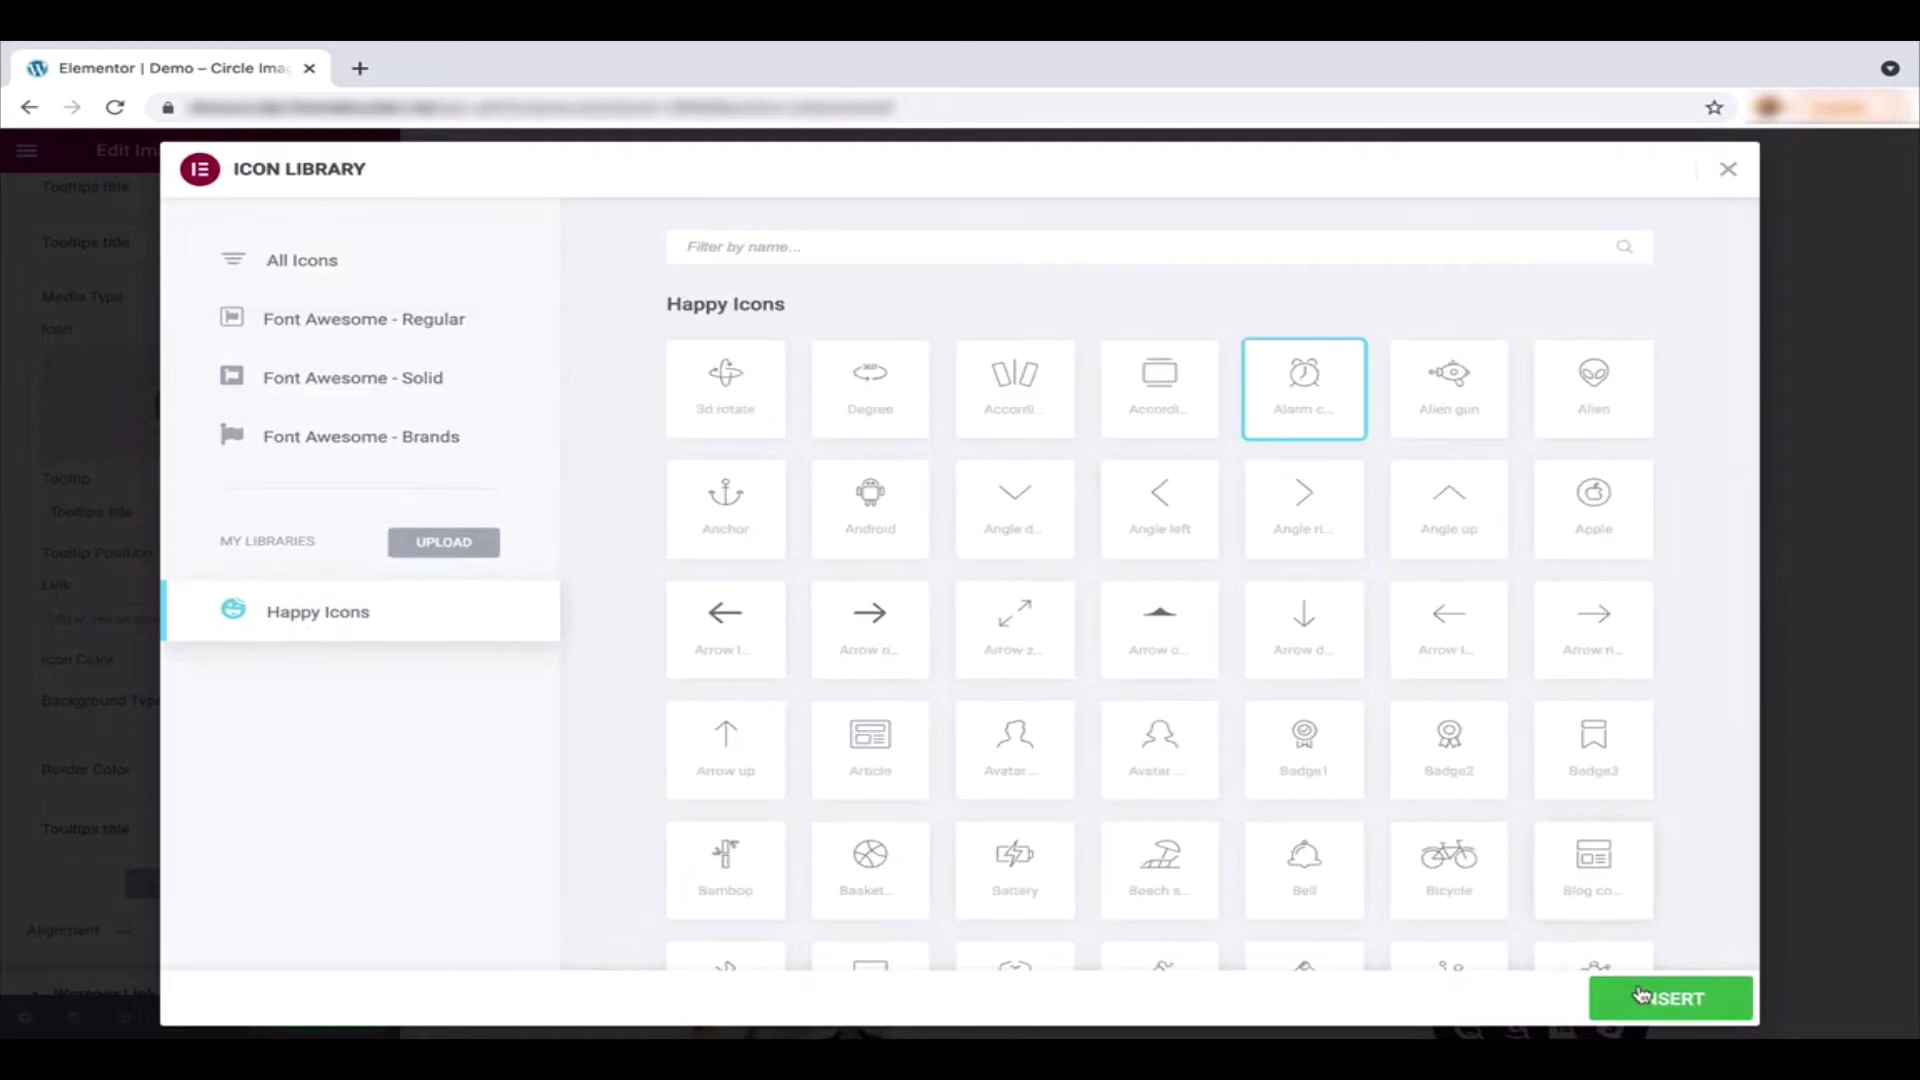 Elementor | Demo – Circle Ima
Edit Im
ICON LIBRARY
Tooltips title
Tooltips title
Media Type
Icon
Tooltip
Tooltips title
Tooltip Position
Link
Icon Color
Background Typ
Border Color
Tooltips title
Alignment
All Icons
Font Awesome - Regular
Font Awesome - Solid
Font Awesome - Brands
MY LIBRARIES
UPLOAD
Happy Icons
Filter by name...
Happy Icons
3d rotate
Degree
Accordi...
Accordi...
Alarm c...
Alien gun
Alien
Anchor
Android
Angle d...
Angle left
Angle ri...
Angle up
Apple
Arrow l...
Arrow ri...
Arrow z...
Arrow o...
Arrow d...
Arrow l...
Arrow ri...
Arrow up
Article
Avatar ...
Avatar ...
Badge1
Badge2
Badge3
Bamboo
Basket...
Battery
Beach s...
Bell
Bicycle
Blog co...
NSERT